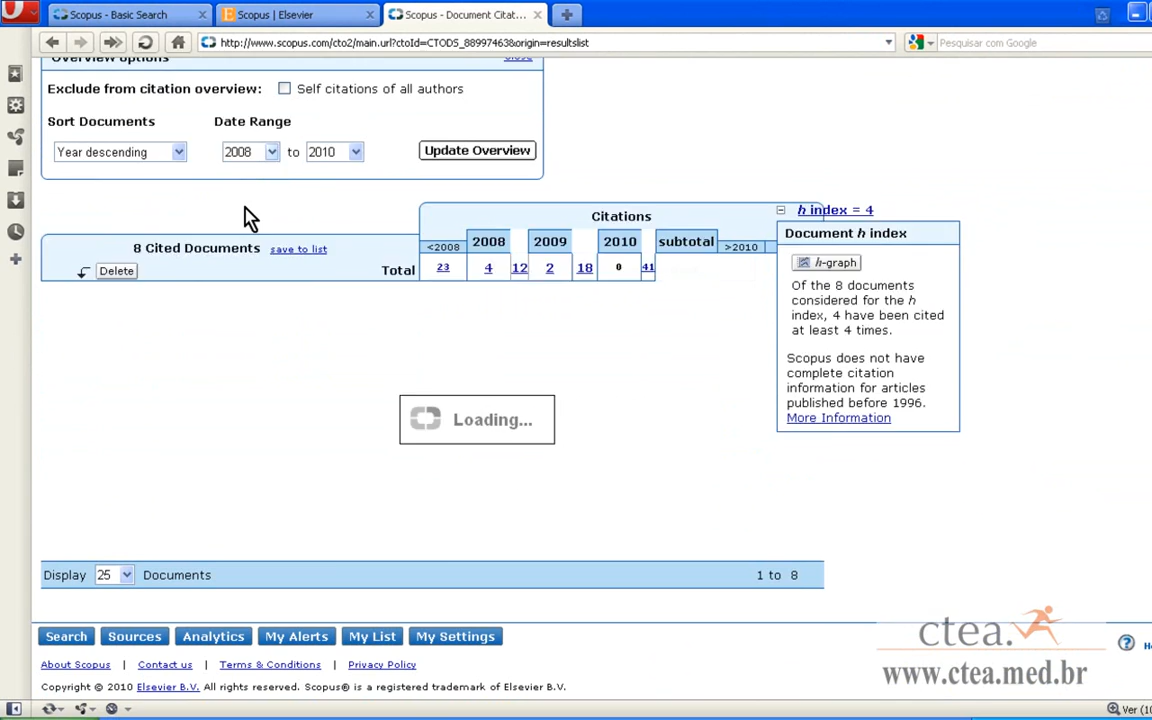 Scopus - Basic Search
Scopus | Elsevier
Scopus - Document Citat...
http://www.scopus.com/cto2/main.url?ctoId=CTODS_88997463&origin=resultslist
Pesquisar com Google
Overview options
close
Exclude from citation overview:
Self citations of all authors
Sort Documents
Date Range
Year descending
2008
to
2010
Update Overview
Citations
h index = 4
8 Cited Documents
save to list
<2008
2008
2009
2010
subtotal
>2010
Delete
Total
23
4
12
2
18
0
41
Document h index
h-graph
Of the 8 documents
considered for the h
index, 4 have been cited
at least 4 times.
Scopus does not have
complete citation
information for articles
published before 1996.
More Information
Loading...
Display
25
Documents
1 to 8
Search
Sources
Analytics
My Alerts
My List
My Settings
ctea.
www.ctea.med.br
About Scopus | Contact us | Terms & Conditions | Privacy Policy
Copyright © 2010 Elsevier B.V. All rights reserved. Scopus® is a registered trademark of Elsevier B.V.
Ver (10